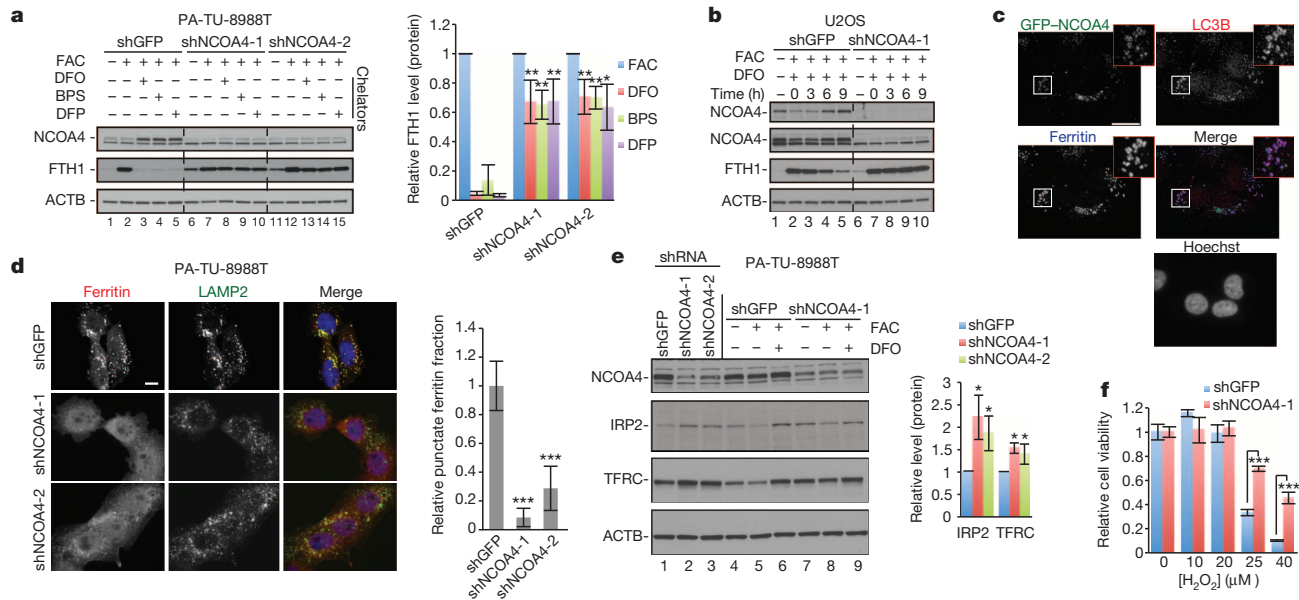 a
PA-TU-8988T
shGFP shNCOA4-1 shNCOA4-2
FAC – + + + + – + + + + – + + + +
DFO + + +
BPS + + +
DFP + + +
Chelators
NCOA4
FTH1
ACTB
1 2 3 4 5 6 7 8 9 10 11 12 13 14 15
Relative FTH1 level (protein)
1.2
1
0.8
0.6
0.4
0.2
0
** ** ** ** ** **
FAC
DFO
BPS
DFP
shGFP
shNCOA4-1
shNCOA4-2
b
U2OS
shGFP shNCOA4-1
FAC – + + + + – + + + +
DFO – + + + + – + + + +
Time (h) – 0 3 6 9 – 0 3 6 9
NCOA4
NCOA4
FTH1
ACTB
1 2 3 4 5 6 7 8 9 10
c
GFP–NCOA4 LC3B
Ferritin Merge
Hoechst
d
PA-TU-8988T
Ferritin LAMP2 Merge
shGFP
shNCOA4-1
shNCOA4-2
Relative punctate ferritin fraction
1.4
1.2
1
0.8
0.6
0.4
0.2
0
***
***
shGFP
shNCOA4-1
shNCOA4-2
e
shRNA PA-TU-8988T
shGFP
shNCOA4-1
shNCOA4-2
shGFP shNCOA4-1
– + + – + + FAC
– – + – – + DFO
NCOA4
IRP2
TFRC
ACTB
1 2 3 4 5 6 7 8 9
shGFP
shNCOA4-1
shNCOA4-2
Relative level (protein)
3
2.5
2
1.5
1
0.5
0
* * * *
IRP2 TFRC
f
shGFP
shNCOA4-1
Relative cell viability
1.2
1
0.8
0.6
0.4
0.2
0
***
***
0 10 20 25 40
[H₂O₂] (μM)